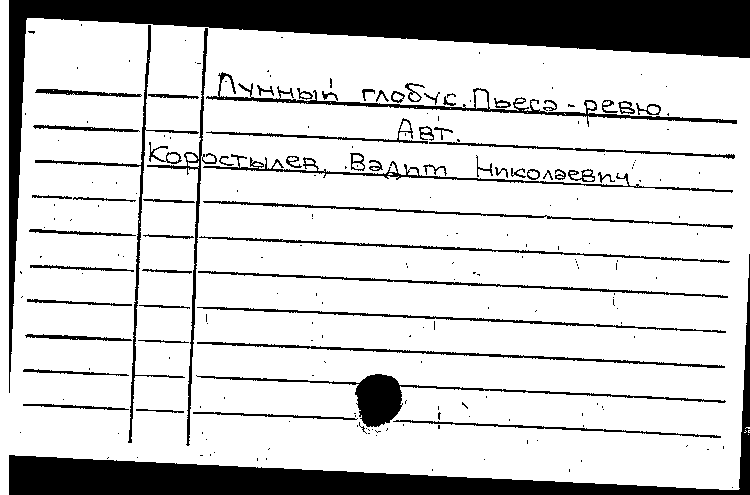 Лунный глобус. Пьеса-ревю.
Авт.
Коростылев, Вадим Николаевич.